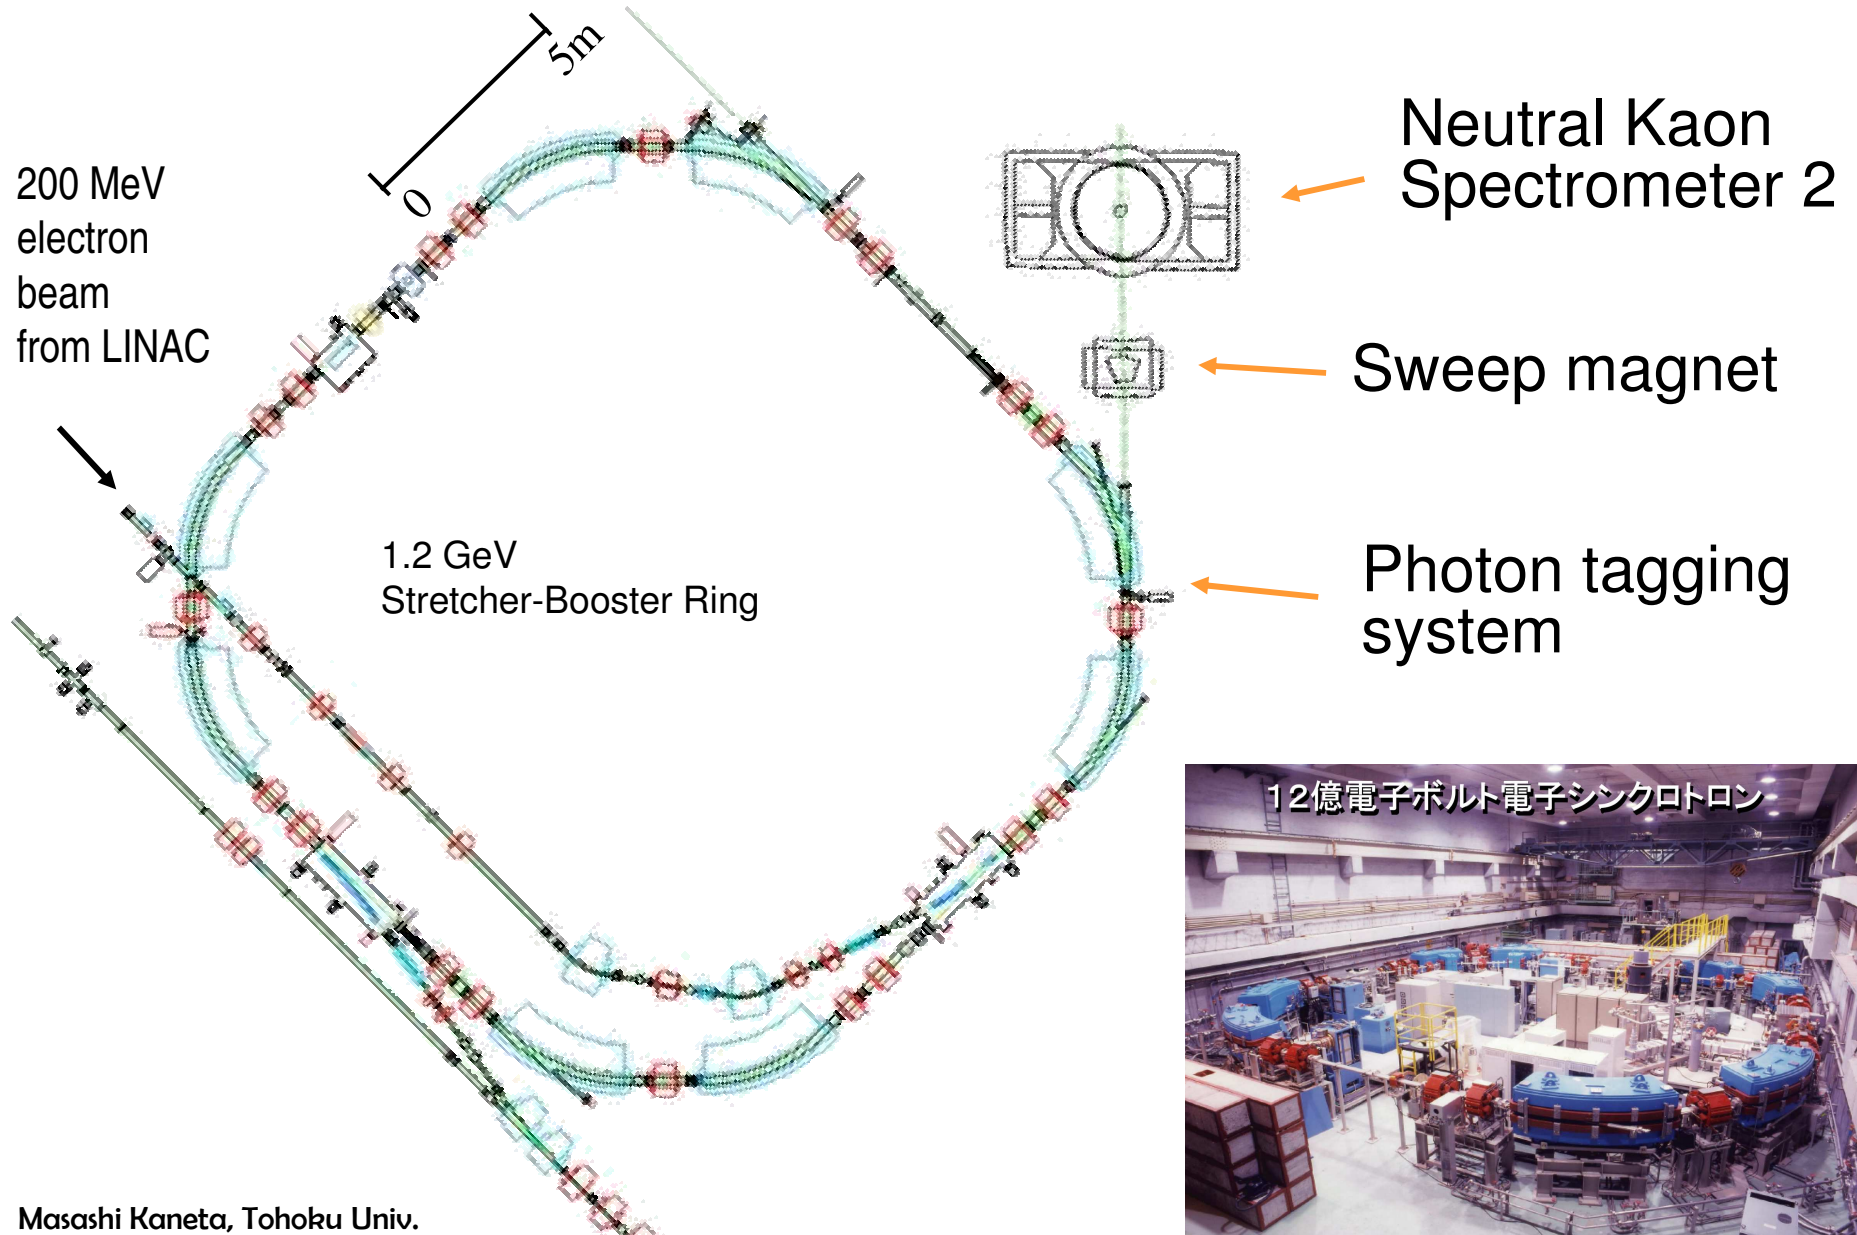 5m
0
200 MeV
electron
beam
from LINAC
Neutral Kaon
Spectrometer 2
Sweep magnet
1.2 GeV
Stretcher-Booster Ring
Photon tagging
system
12億電子ボルト電子シンクロトロン
Masashi Kaneta, Tohoku Univ.